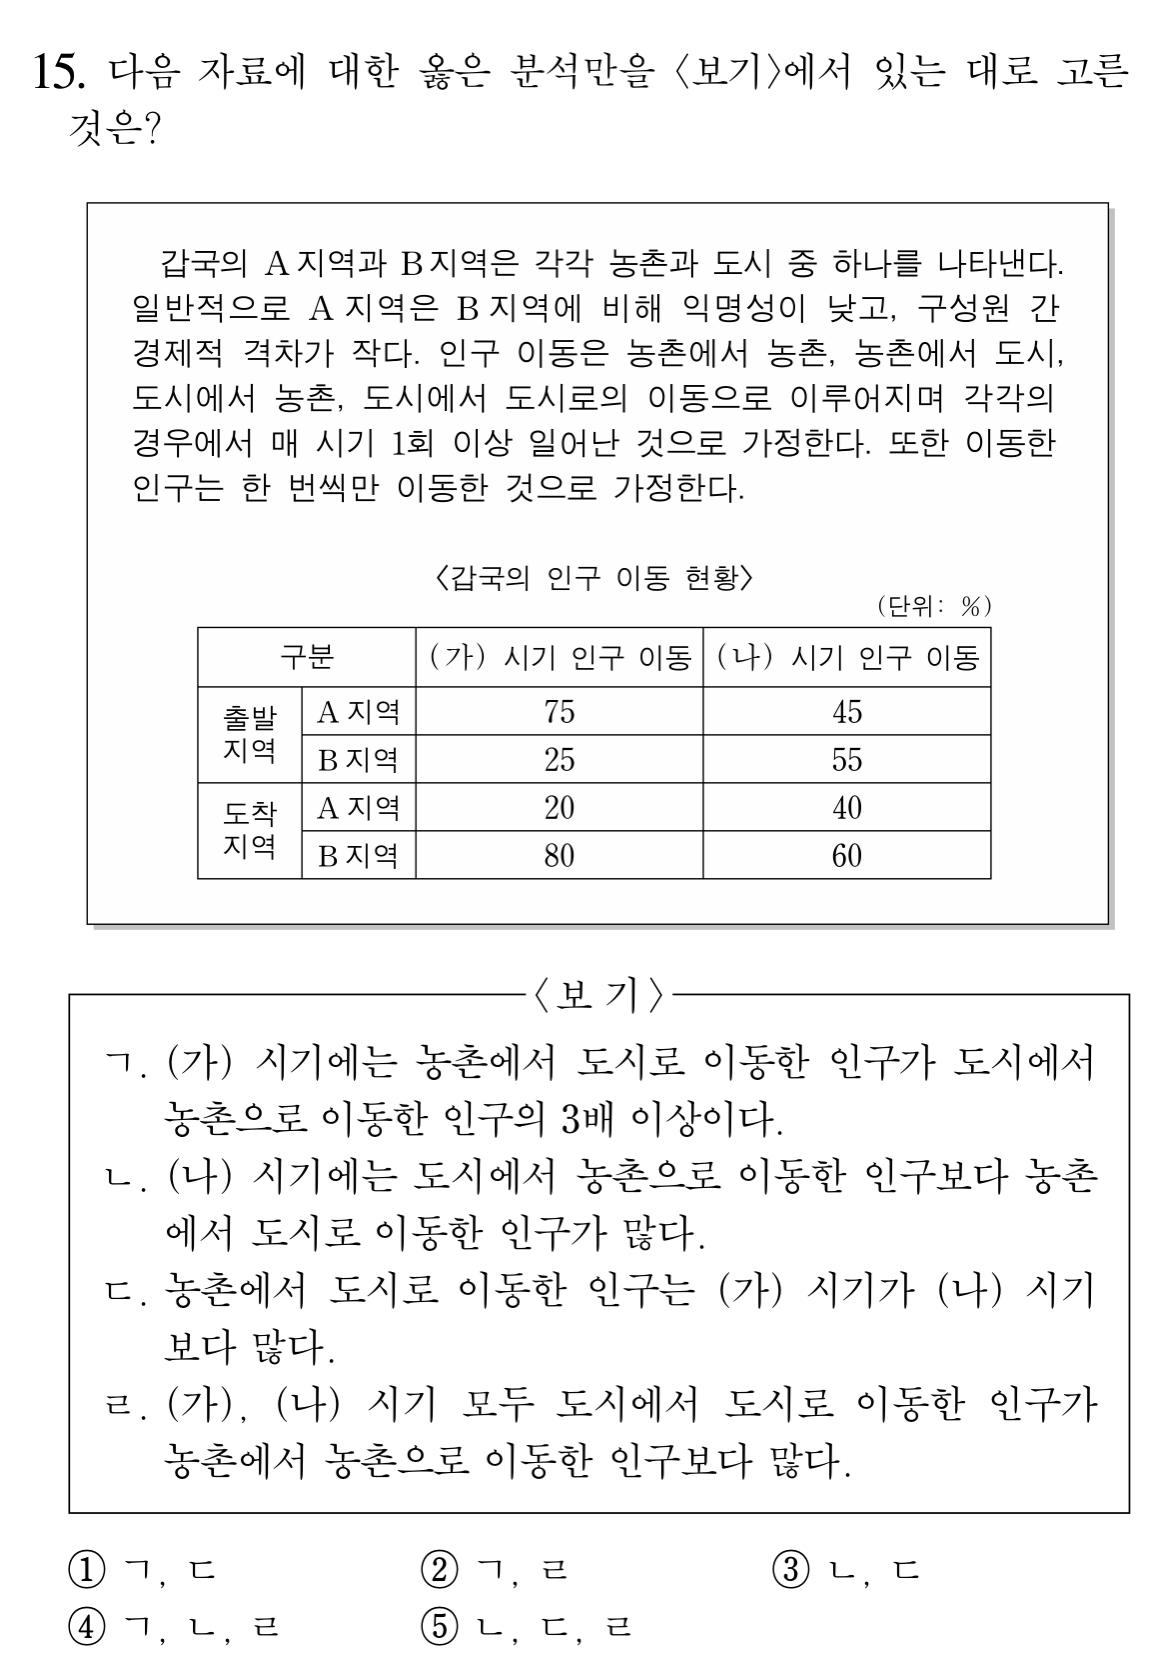 15. 다음 자료에 대한 옳은 분석만을 〈보기〉에서 있는 대로 고른
것은?
갑국의 A 지역과 B 지역은 각각 농촌과 도시 중 하나를 나타낸다.
일반적으로 A 지역은 B 지역에 비해 익명성이 낮고, 구성원 간
경제적 격차가 작다. 인구 이동은 농촌에서 농촌, 농촌에서 도시,
도시에서 농촌, 도시에서 도시로의 이동으로 이루어지며 각각의
경우에서 매 시기 1회 이상 일어난 것으로 가정한다. 또한 이동한
인구는 한 번씩만 이동한 것으로 가정한다.
〈갑국의 인구 이동 현황〉
(단위: %)
구분 (가) 시기 인구 이동 (나) 시기 인구 이동
출발 지역 A 지역 75 45
B 지역 25 55
도착 지역 A 지역 20 40
B 지역 80 60
〈보 기〉
ㄱ. (가) 시기에는 농촌에서 도시로 이동한 인구가 도시에서
농촌으로 이동한 인구의 3배 이상이다.
ㄴ. (나) 시기에는 도시에서 농촌으로 이동한 인구보다 농촌
에서 도시로 이동한 인구가 많다.
ㄷ. 농촌에서 도시로 이동한 인구는 (가) 시기가 (나) 시기
보다 많다.
ㄹ. (가), (나) 시기 모두 도시에서 도시로 이동한 인구가
농촌에서 농촌으로 이동한 인구보다 많다.
① ㄱ, ㄷ ② ㄱ, ㄹ ③ ㄴ, ㄷ
④ ㄱ, ㄴ, ㄹ ⑤ ㄴ, ㄷ, ㄹ